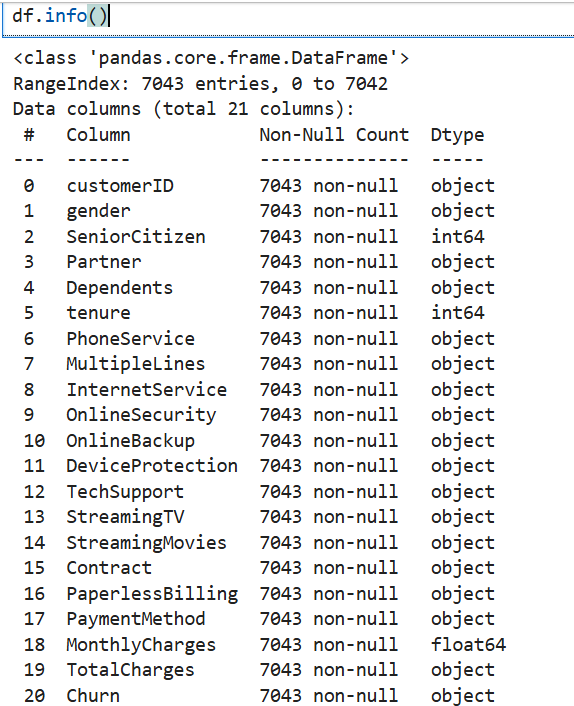 df.info()
<class 'pandas.core.frame.DataFrame'>
RangeIndex: 7043 entries, 0 to 7042
Data columns (total 21 columns):
 #   Column            Non-Null Count  Dtype
---  ------            --------------  -----
 0   customerID        7043 non-null   object
 1   gender            7043 non-null   object
 2   SeniorCitizen     7043 non-null   int64
 3   Partner           7043 non-null   object
 4   Dependents        7043 non-null   object
 5   tenure            7043 non-null   int64
 6   PhoneService      7043 non-null   object
 7   MultipleLines     7043 non-null   object
 8   InternetService   7043 non-null   object
 9   OnlineSecurity    7043 non-null   object
 10  OnlineBackup      7043 non-null   object
 11  DeviceProtection  7043 non-null   object
 12  TechSupport       7043 non-null   object
 13  StreamingTV       7043 non-null   object
 14  StreamingMovies   7043 non-null   object
 15  Contract          7043 non-null   object
 16  PaperlessBilling  7043 non-null   object
 17  PaymentMethod     7043 non-null   object
 18  MonthlyCharges    7043 non-null   float64
 19  TotalCharges      7043 non-null   object
 20  Churn             7043 non-null   object